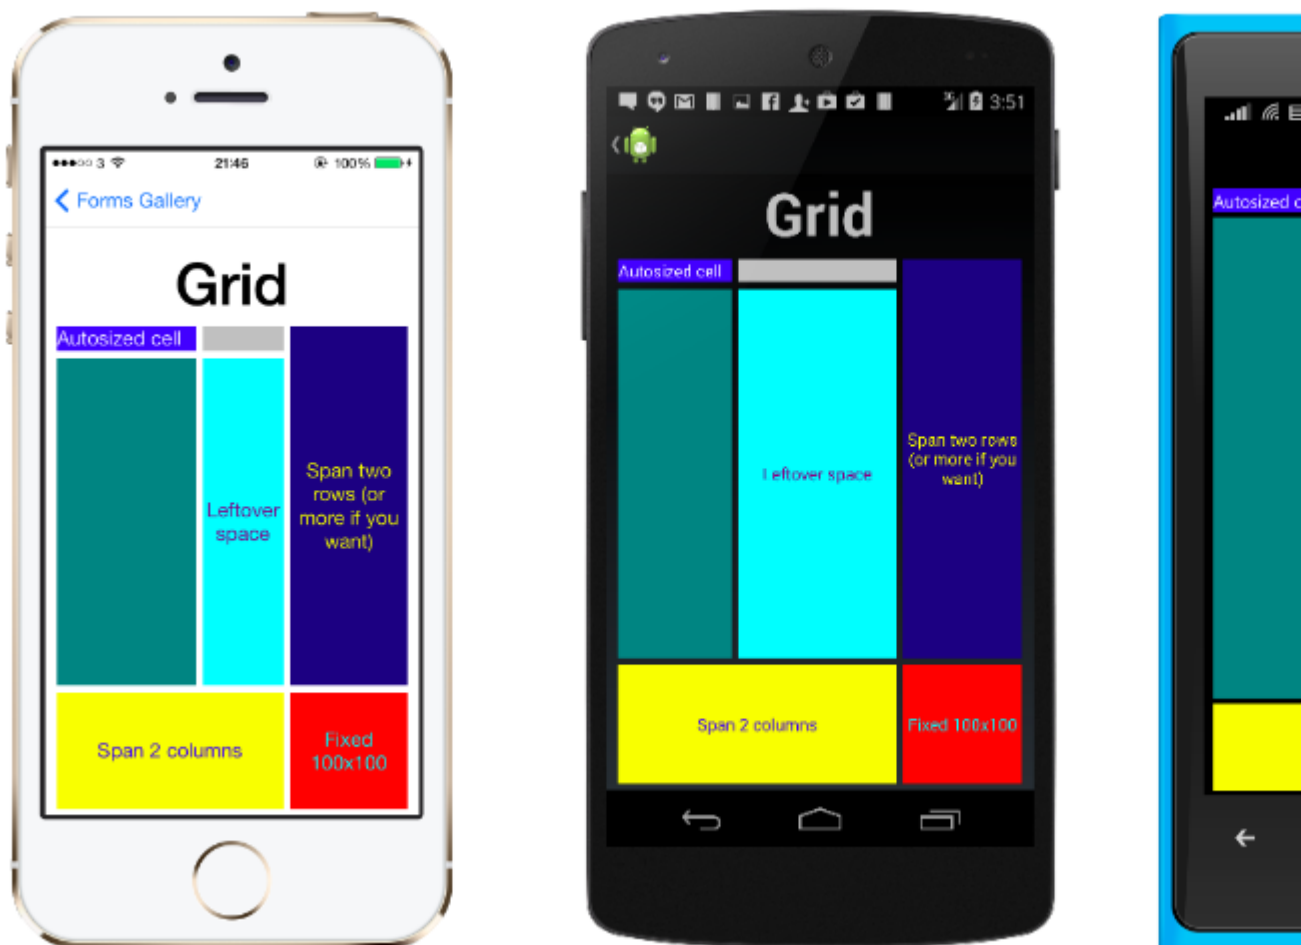 3 21:46 100%
Forms Gallery
Grid
Autosized cell
Span two
rows (or
more if you
want)
Leftover
space
Span 2 columns
Fixed
100x100
3G 3:51
Grid
Autosized cell
Span two rows
(or more if you
want)
Leftover space
Span 2 columns
Fixed 100x100
Autosized